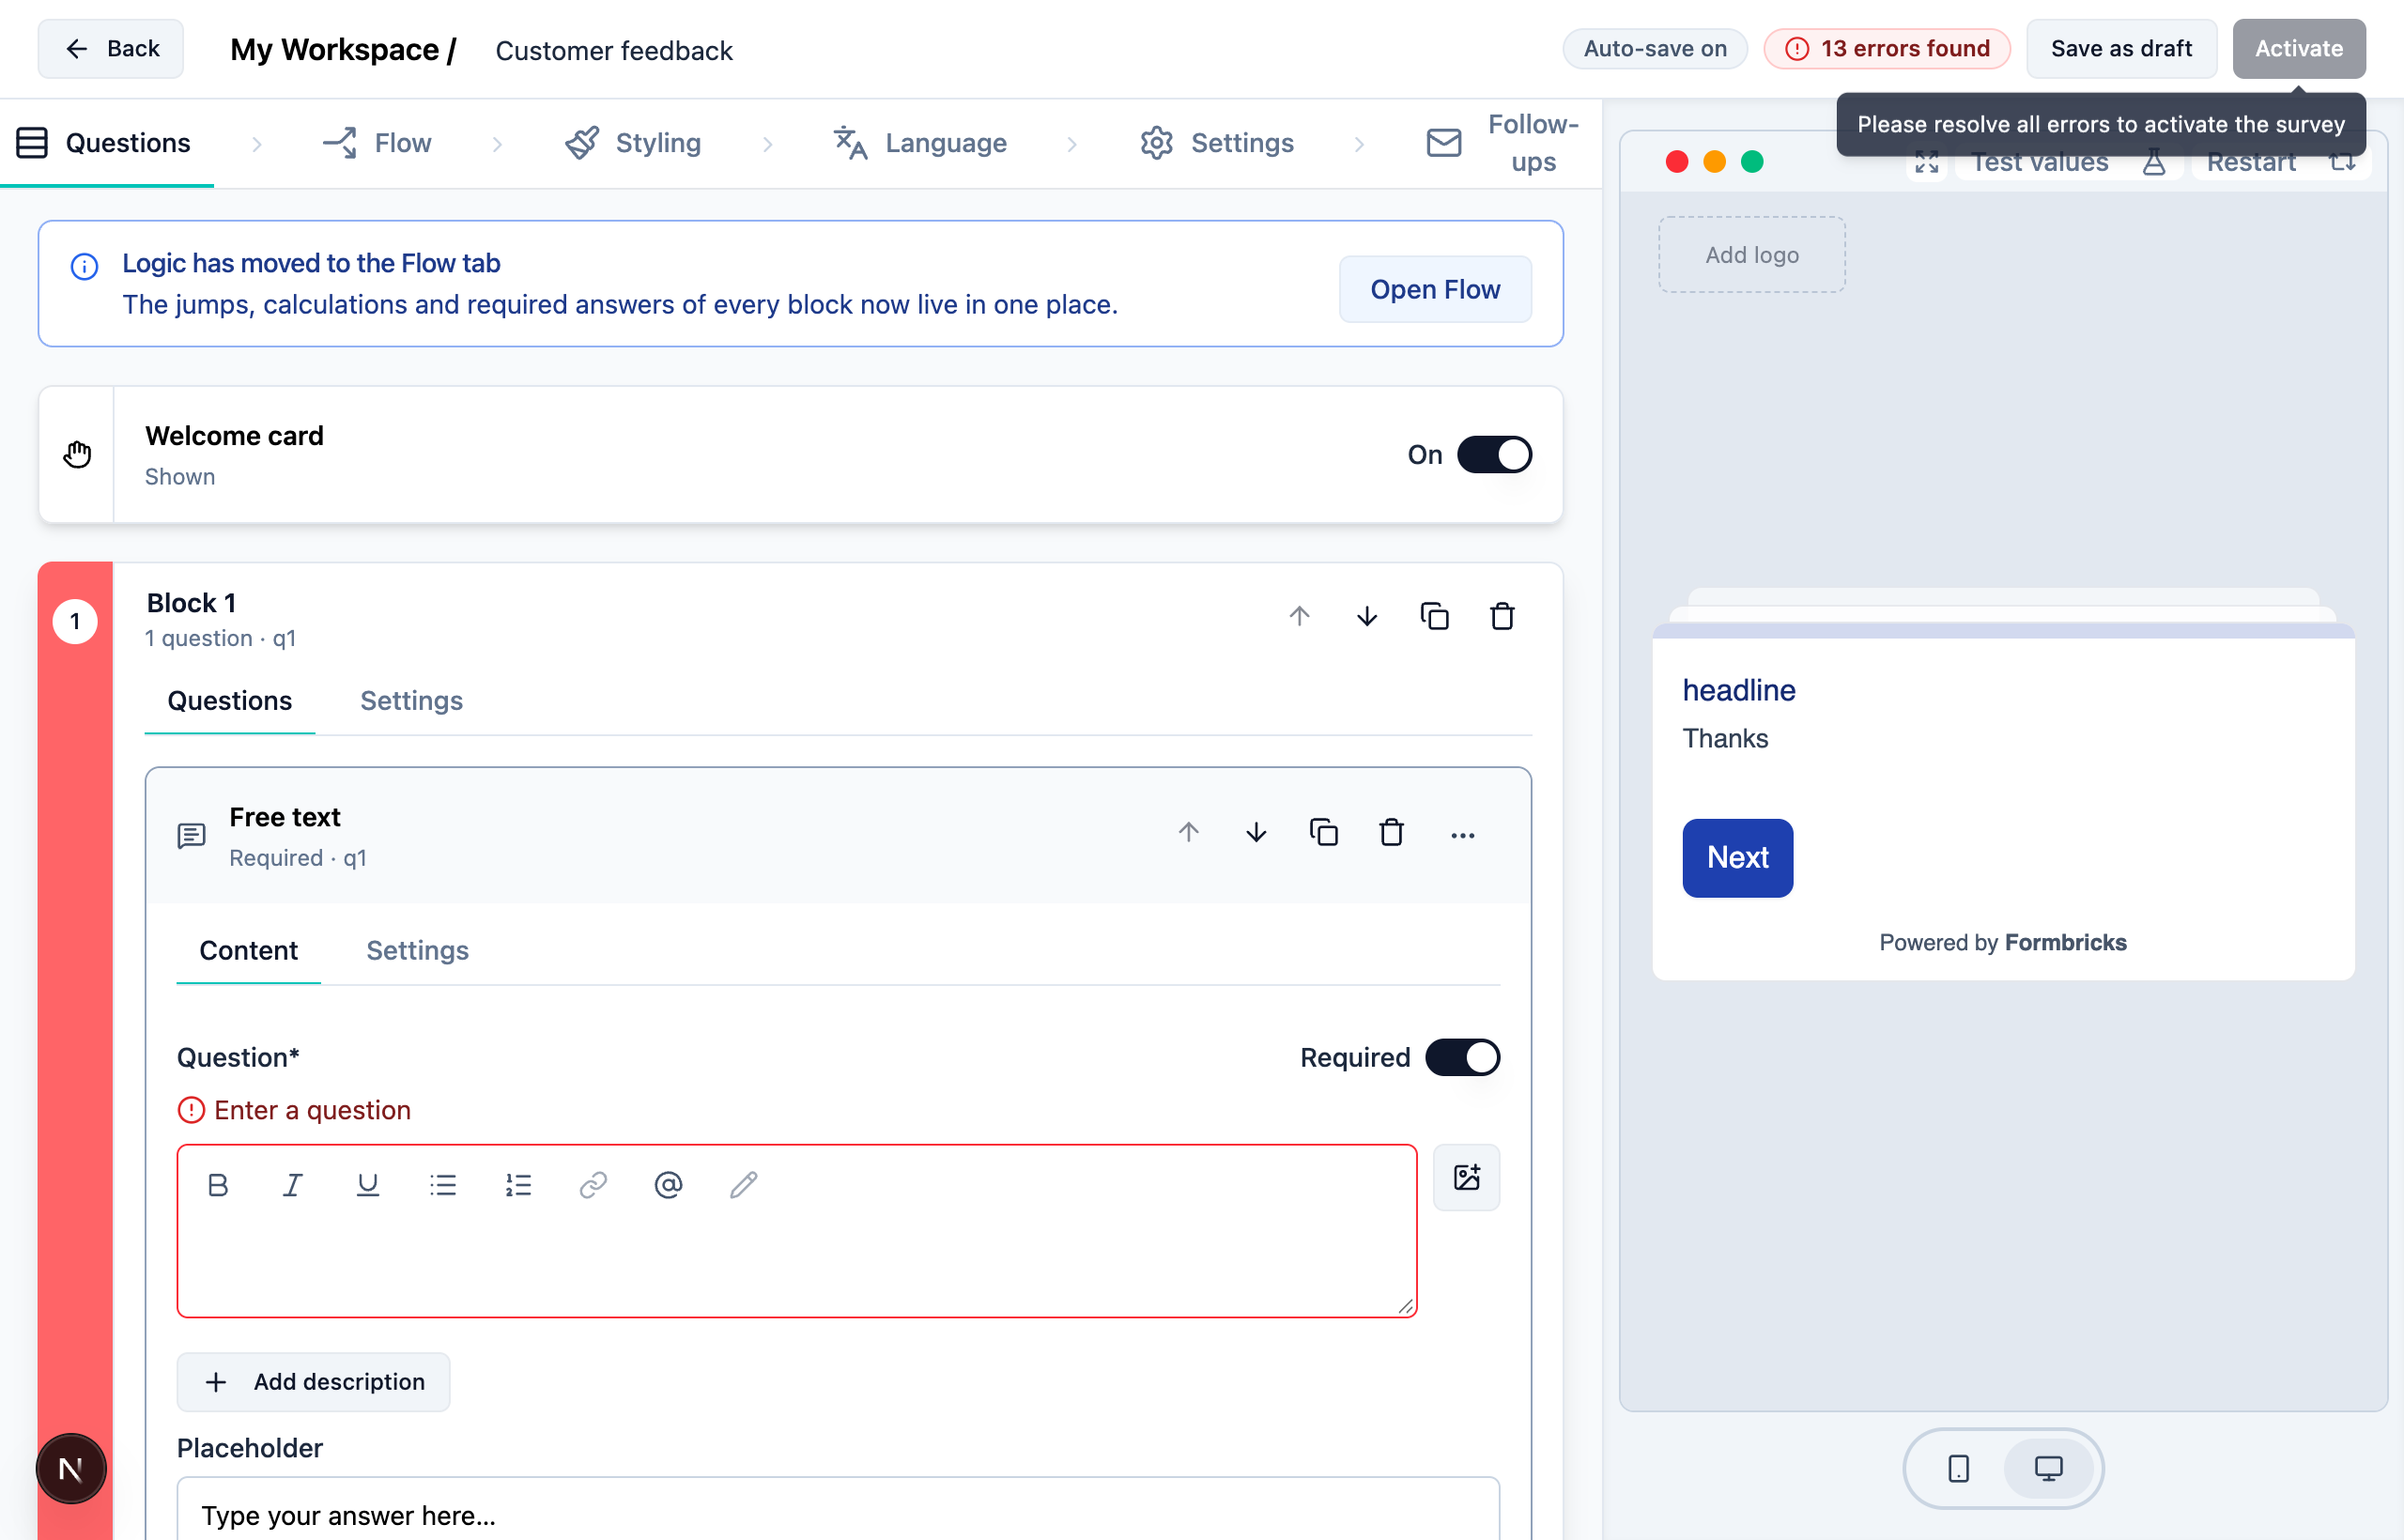 Back
My Workspace /
Customer feedback
Auto-save on
13 errors found
Save as draft
Activate
Please resolve all errors to activate the survey
Questions
Flow
Styling
Language
Settings
Follow-
ups
Test values
Restart
Logic has moved to the Flow tab
The jumps, calculations and required answers of every block now live in one place.
Open Flow
Add logo
Welcome card
Shown
On
1
Block 1
1 question · q1
Questions
Settings
Free text
Required · q1
Content
Settings
Question*
Required
Enter a question
Add description
Placeholder
Type your answer here...
headline
Thanks
Next
Powered by Formbricks
N